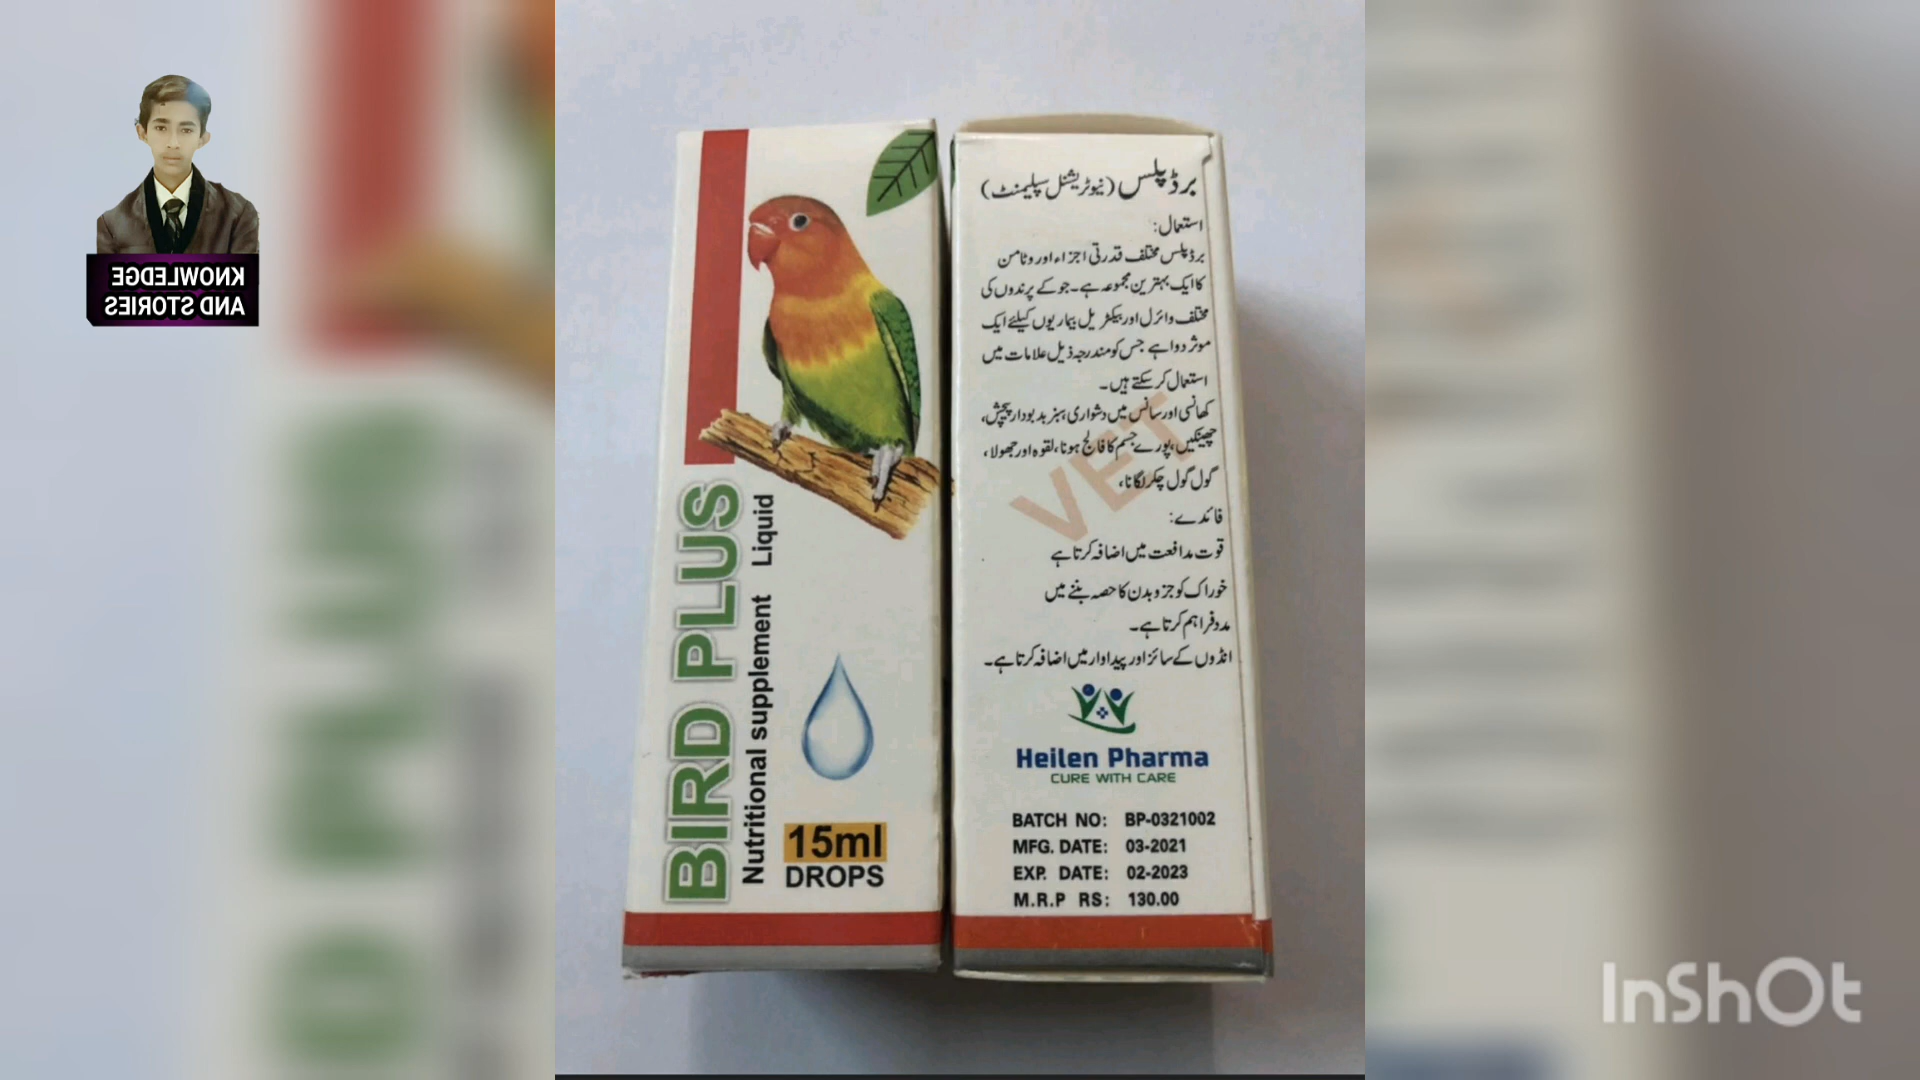 KNOWLEDGE
AND STORIES
BIRD PLUS
Nutritional supplement Liquid
15ml
DROPS
برڈ پلس (نیوٹریشنل سپلیمنٹ)
استعمال:
برڈ پلس مختلف قدرتی اجزاء اور وٹامن
کا ایک بہترین مجموعہ ہے۔ جو کے پرندوں کی
مختلف وائرل اور بیکٹریل بیماریوں کیلئے ایک
موثر دوا ہے جس کو مندرجہ ذیل علامات میں
استعمال کر سکتے ہیں۔
کھانسی اور سانس میں دشواری، سبز بدبودار پیچش،
چھینکیں، پورے جسم کا فالج ہونا، لقوہ اور جھولا،
گول گول چکر لگانا،
VET
فائدے:
قوت مدافعت میں اضافہ کرتا ہے
خوراک کو جزو بدن کا حصہ بننے میں
مدد فراہم کرتا ہے۔
انڈوں کے سائز اور پیداوار میں اضافہ کرتا ہے۔
Heilen Pharma
CURE WITH CARE
BATCH NO: BP-0321002
MFG. DATE: 03-2021
EXP. DATE: 02-2023
M.R.P RS: 130.00
InShOt